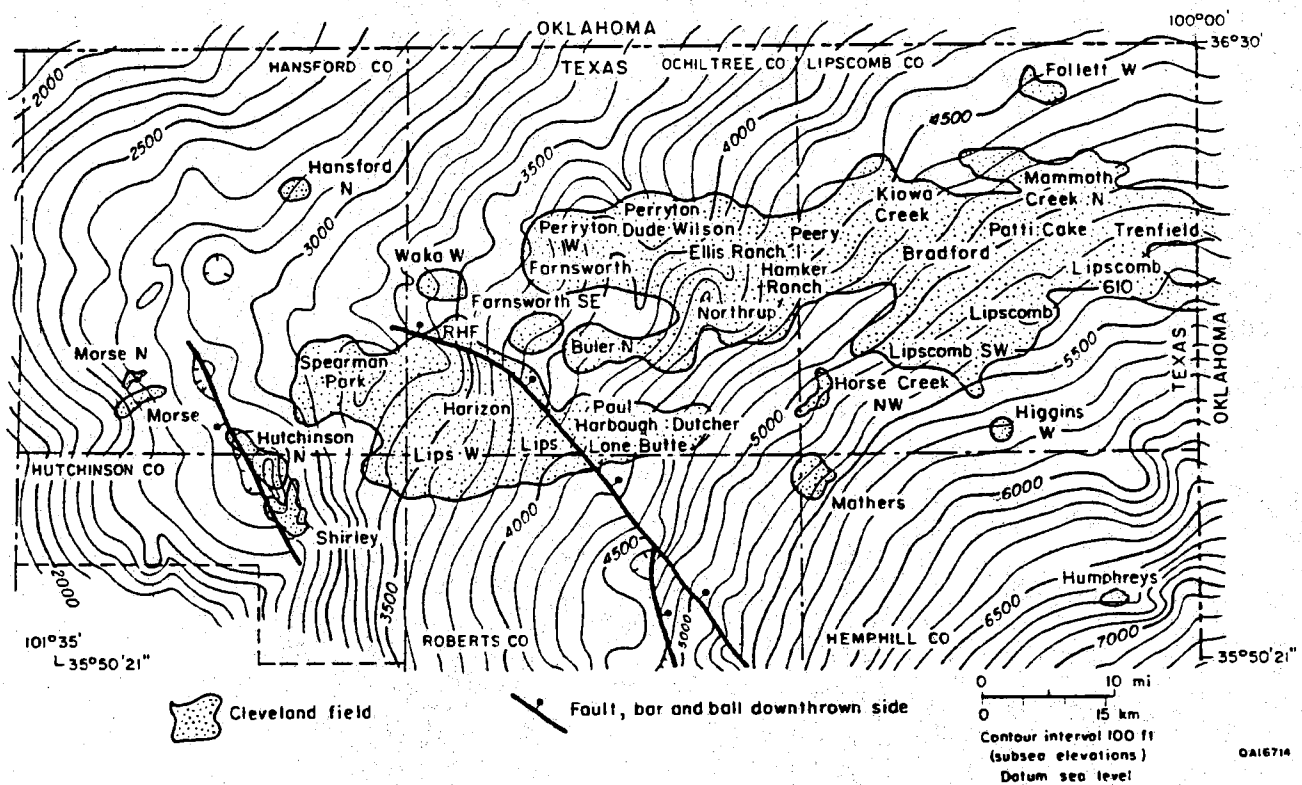 100°00'
OKLAHOMA
36°30'
HANSFORD CO
TEXAS
OCHILTREE CO
LIPSCOMB CO
Follett W
2000
4500
4000
2500
Hansford
N
3500
Mammoth
Creek N
Kiowa
Creek
Perryton
Perryton
W
Dude Wilson
Peery
Patti Cake
Trenfield
3000
Ellis Ranch
Bradford
Waka W
Farnsworth
Hamker
Ranch
Lipscomb
610
Farnsworth SE
Northrup
Lipscomb
RHF
Buler N
Lipscomb SW
5500
TEXAS
OKLAHOMA
Morse N
Spearman
Park
Horse Creek
NW
Morse
Harizon
Paul
Harbaugh
Dutcher
5000
Higgins
W
Hutchinson
N
Lips W
Lips
Lone Butte
HUTCHINSON CO
6000
Mathers
4000
Shirley
4500
2000
3500
Humphreys
6500
5000
7000
101°35'
35°50'21"
ROBERTS CO
HEMPHILL CO
35°50'21"
Cleveland field
Fault, bar and ball downthrown side
0 10 mi
0 15 km
Contour interval 100 ft
(subsea elevations)
Datum sea level
QA16714